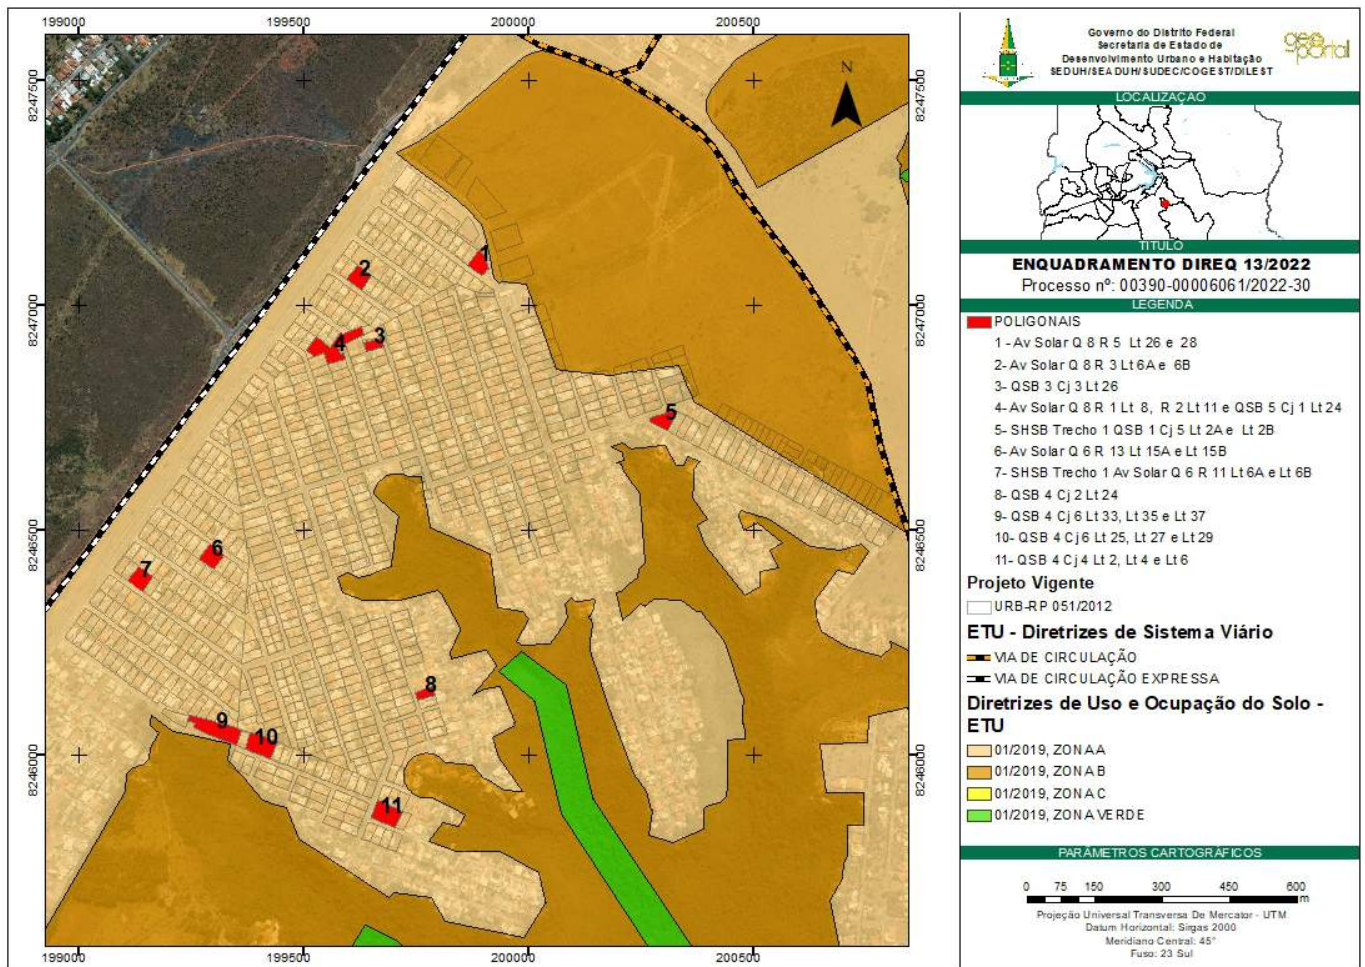 199000
199500
200000
200500
8247500
8247000
8246500
8246000
8247500
8247000
8246500
8246000
199000
199500
200000
200500
N
1
2
3
4
5
6
7
8
9
10
11
Governo do Distrito Federal
Secretaria de Estado de
Desenvolvimento Urbano e Habitação
SEDUH/SEADUH/SUDEC/COGEST/DILEST
geo
portal
LOCALIZAÇÃO
TITULO
ENQUADRAMENTO DIREQ 13/2022
Processo nº: 00390-00006061/2022-30
LEGENDA
POLIGONAIS
1- Av Solar Q 8 R 5 Lt 26 e 28
2- Av Solar Q 8 R 3 Lt 6A e 6B
3- QSB 3 Cj 3 Lt 26
4- Av Solar Q 8 R 1 Lt 8, R 2 Lt 11 e QSB 5 Cj 1 Lt 24
5- SHSB Trecho 1 QSB 1 Cj 5 Lt 2A e Lt 2B
6- Av Solar Q 6 R 13 Lt 15A e Lt 15B
7- SHSB Trecho 1 Av Solar Q 6 R 11 Lt 6A e Lt 6B
8- QSB 4 Cj 2 Lt 24
9- QSB 4 Cj 6 Lt 33, Lt 35 e Lt 37
10- QSB 4 Cj 6 Lt 25, Lt 27 e Lt 29
11- QSB 4 Cj 4 Lt 2, Lt 4 e Lt 6
Projeto Vigente
URB-RP 051/2012
ETU - Diretrizes de Sistema Viário
VIA DE CIRCULAÇÃO
VIA DE CIRCULAÇÃO EXPRESSA
Diretrizes de Uso e Ocupação do Solo -
ETU
01/2019, ZONA A
01/2019, ZONA B
01/2019, ZONA C
01/2019, ZONA VERDE
PARÂMETROS CARTOGRÁFICOS
0 75 150 300 450 600
m
Projeção Universal Transversa De Mercator - UTM
Datum Horizontal: Sirgas 2000
Meridiano Central: 45°
Fuso: 23 Sul